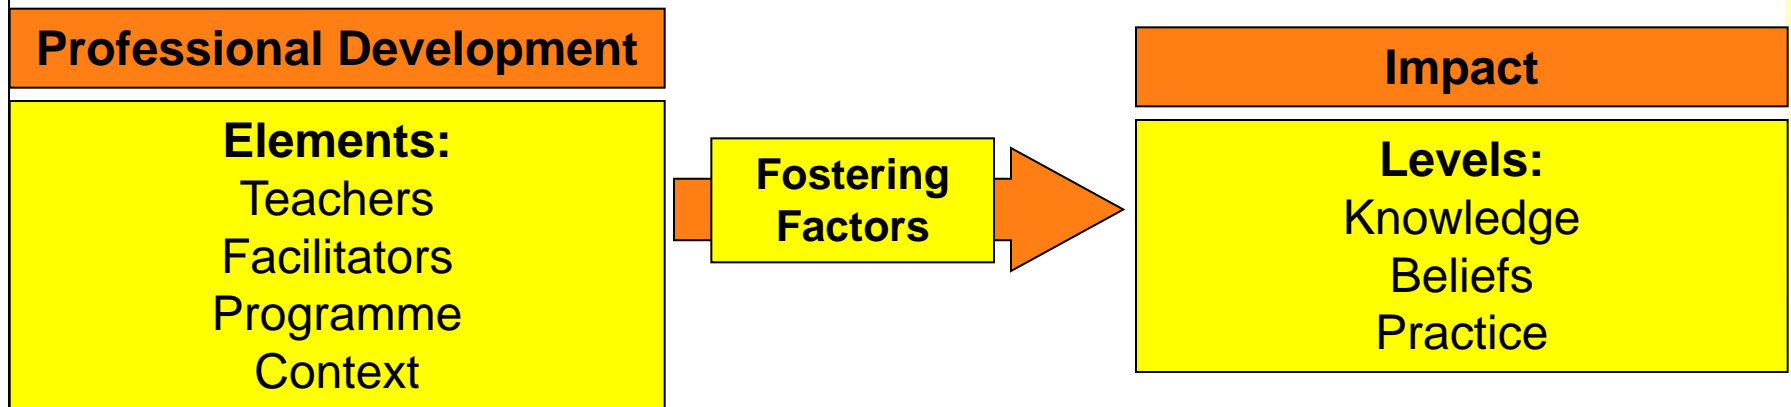 Professional Development
Elements:
Teachers
Facilitators
Programme
Context
Fostering
Factors
Impact
Levels:
Knowledge
Beliefs
Practice